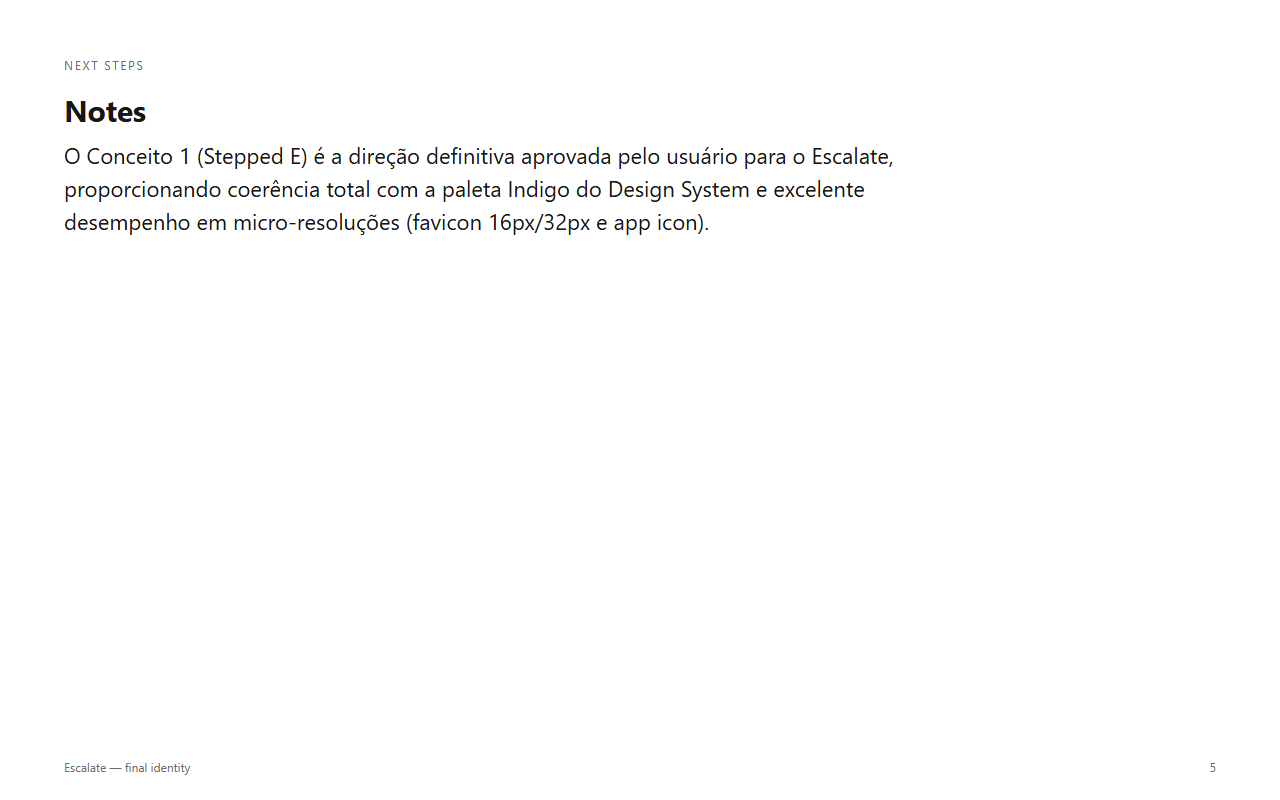 NEXT STEPS
Notes
O Conceito 1 (Stepped E) é a direção definitiva aprovada pelo usuário para o Escalate,
proporcionando coerência total com a paleta Indigo do Design System e excelente
desempenho em micro-resoluções (favicon 16px/32px e app icon).
Escalate — final identity
5